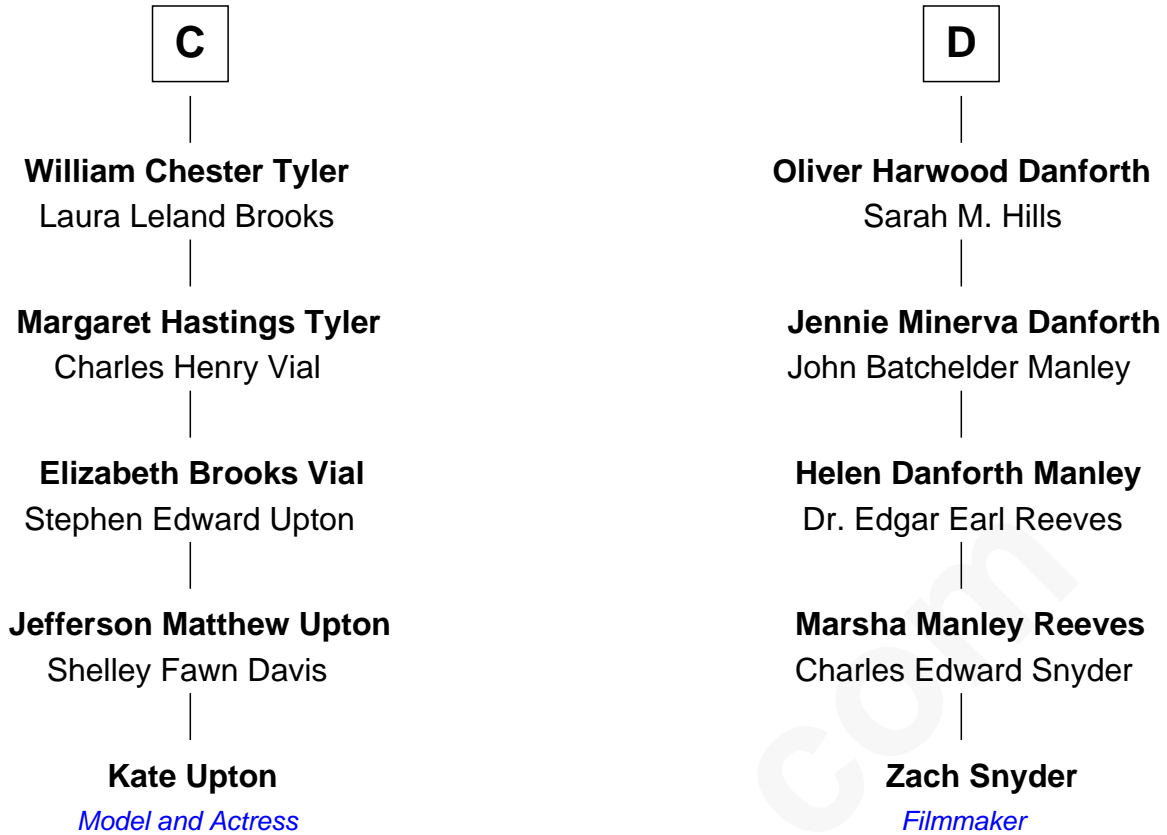 C
William Chester Tyler
Laura Leland Brooks
Margaret Hastings Tyler
Charles Henry Vial
Elizabeth Brooks Vial
Stephen Edward Upton
Jefferson Matthew Upton
Shelley Fawn Davis
Kate Upton
Model and Actress
D
Oliver Harwood Danforth
Sarah M. Hills
Jennie Minerva Danforth
John Batchelder Manley
Helen Danforth Manley
Dr. Edgar Earl Reeves
Marsha Manley Reeves
Charles Edward Snyder
Zach Snyder
Filmmaker
com